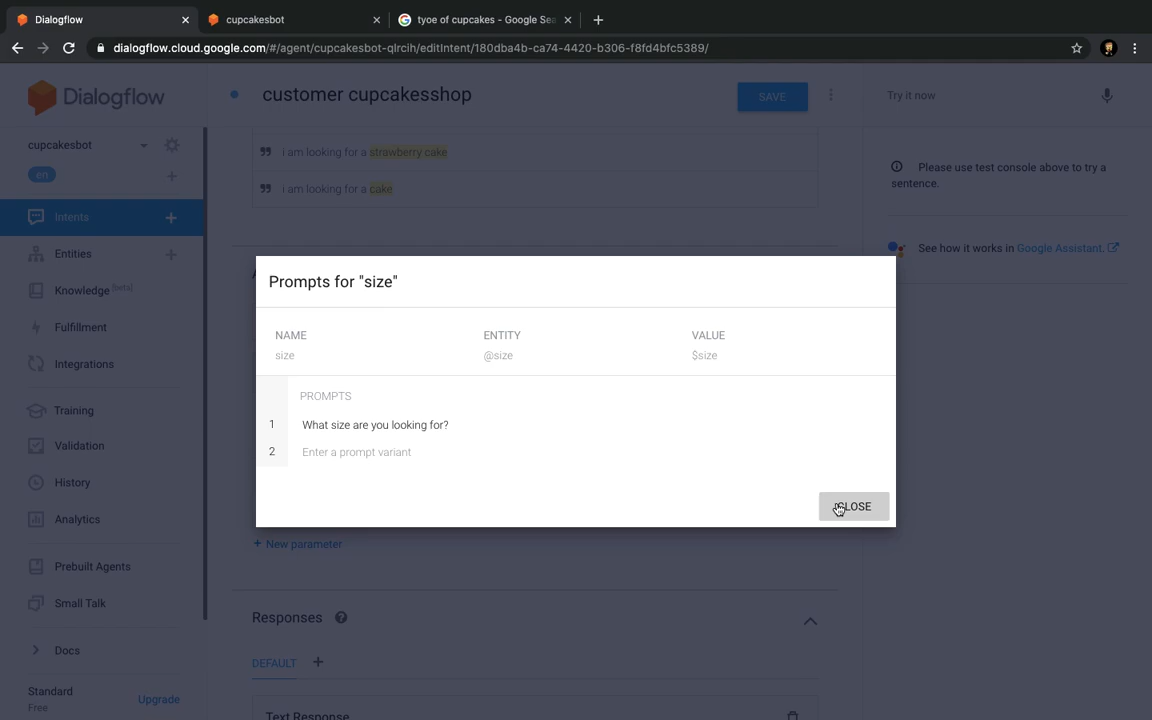 Dialogflow
cupcakesbot
tyoe of cupcakes - Google Sea
dialogflow.cloud.google.com/#/agent/cupcakesbot-qlrcih/editIntent/180dba4b-ca74-4420-b306-f8fd4bfc5389/
Dialogflow
customer cupcakesshop
SAVE
Try it now
cupcakesbot
en
i am looking for a strawberry cake
i am looking for a cake
Please use test console above to try a
sentence.
See how it works in Google Assistant.
Intents
Entities
Knowledge [beta]
Fulfillment
Integrations
Training
Validation
History
Analytics
Prebuilt Agents
Small Talk
Docs
Standard
Free
Upgrade
Prompts for "size"
NAME
ENTITY
VALUE
size
@size
$size
PROMPTS
1 What size are you looking for?
2 Enter a prompt variant
CLOSE
+ New parameter
Responses
DEFAULT
Text Response